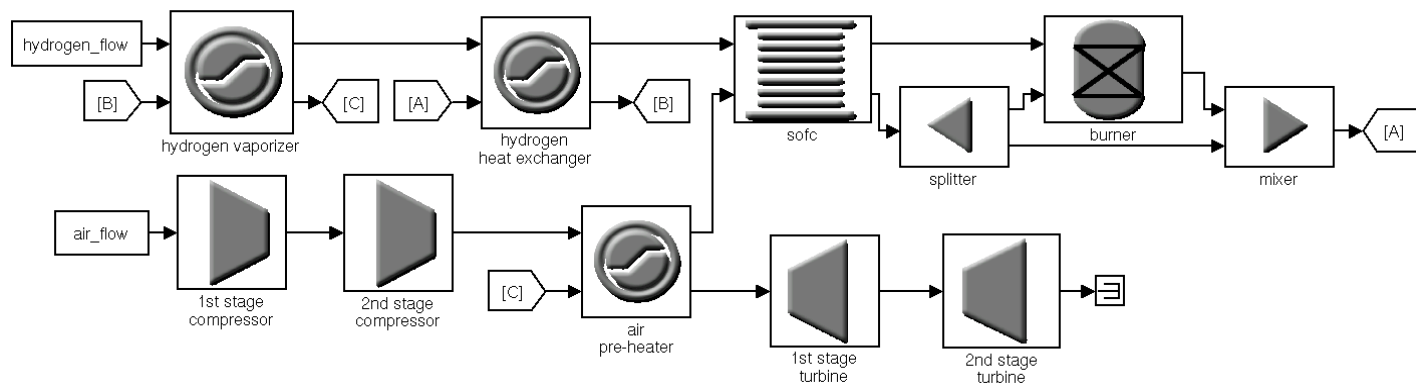 hydrogen_flow
[B]
[C]
hydrogen vaporizer
[A]
[B]
hydrogen
heat exchanger
sofc
splitter
burner
mixer
[A]
air_flow
1st stage
compressor
2nd stage
compressor
[C]
air
pre-heater
1st stage
turbine
2nd stage
turbine